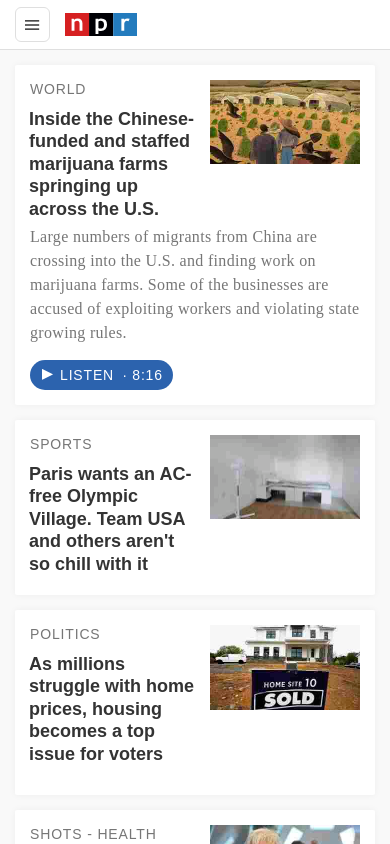 npr
WORLD
Inside the Chinese-
funded and staffed
marijuana farms
springing up
across the U.S.
Large numbers of migrants from China are
crossing into the U.S. and finding work on
marijuana farms. Some of the businesses are
accused of exploiting workers and violating state
growing rules.
LISTEN · 8:16
SPORTS
Paris wants an AC-
free Olympic
Village. Team USA
and others aren't
so chill with it
POLITICS
As millions
struggle with home
prices, housing
becomes a top
issue for voters
HOME SITE 10
SOLD
SHOTS - HEALTH